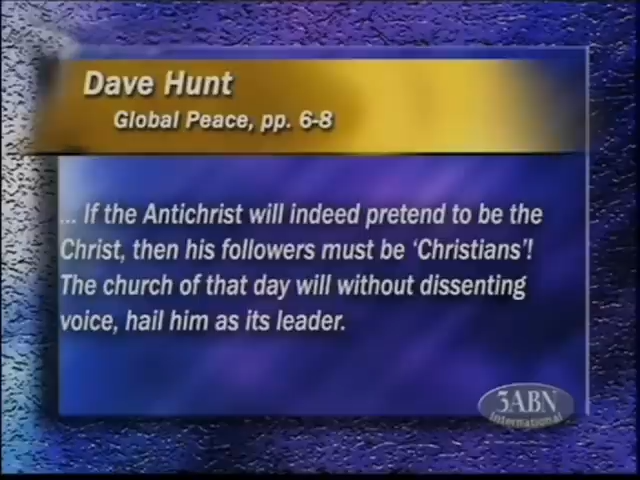 Dave Hunt
Global Peace, pp. 6-8
... If the Antichrist will indeed pretend to be the
Christ, then his followers must be ‘Christians’!
The church of that day will without dissenting
voice, hail him as its leader.
3ABN
International